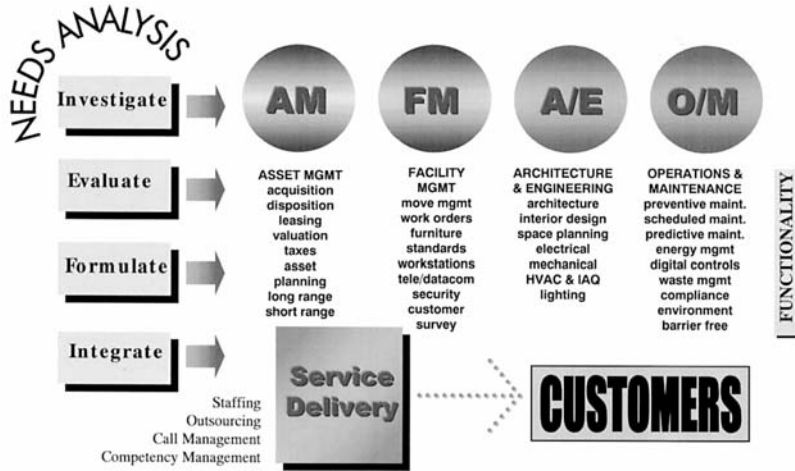 NEEDS ANALYSIS
Investigate
Evaluate
Formulate
Integrate
AM
FM
A/E
O/M
ASSET MGMT
acquisition
disposition
leasing
valuation
taxes
asset
planning
long range
short range
FACILITY
MGMT
move mgmt
work orders
furniture
standards
workstations
tele/datacom
security
customer
survey
ARCHITECTURE
& ENGINEERING
architecture
interior design
space planning
electrical
mechanical
HVAC & IAQ
lighting
OPERATIONS &
MAINTENANCE
preventive maint.
scheduled maint.
predictive maint.
energy mgmt
digital controls
waste mgmt
compliance
environment
barrier free
FUNCTIONALITY
Service
Delivery
Staffing
Outsourcing
Call Management
Competency Management
CUSTOMERS